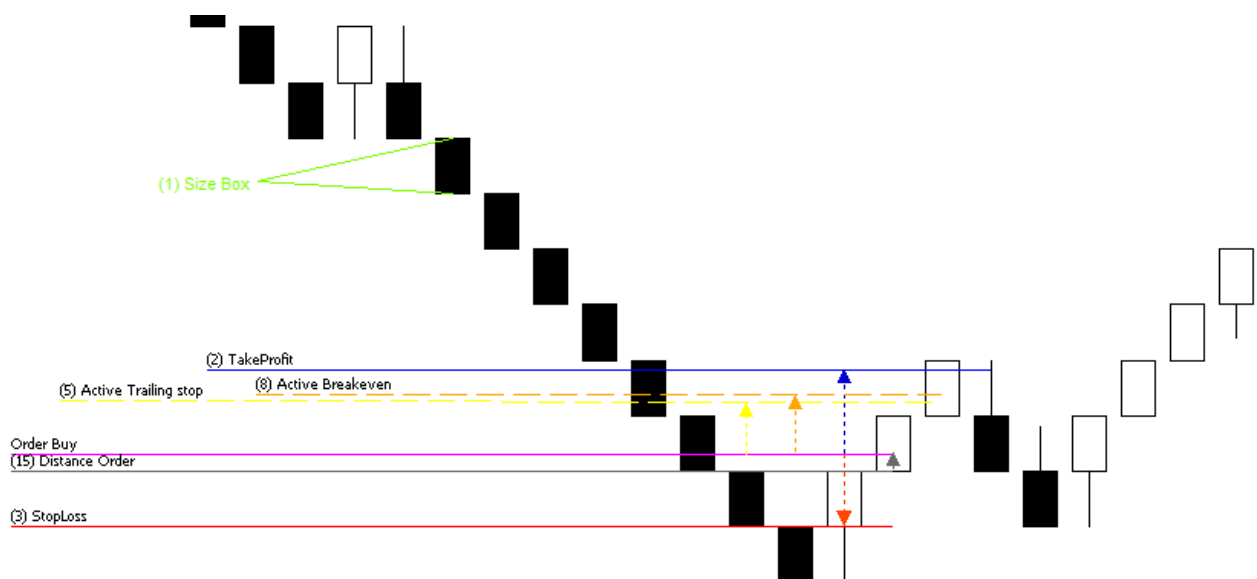 (1) Size Box
(2) TakeProfit
(8) Active Breakeven
(5) Active Trailing stop
Order Buy
(15) Distance Order
(3) StopLoss